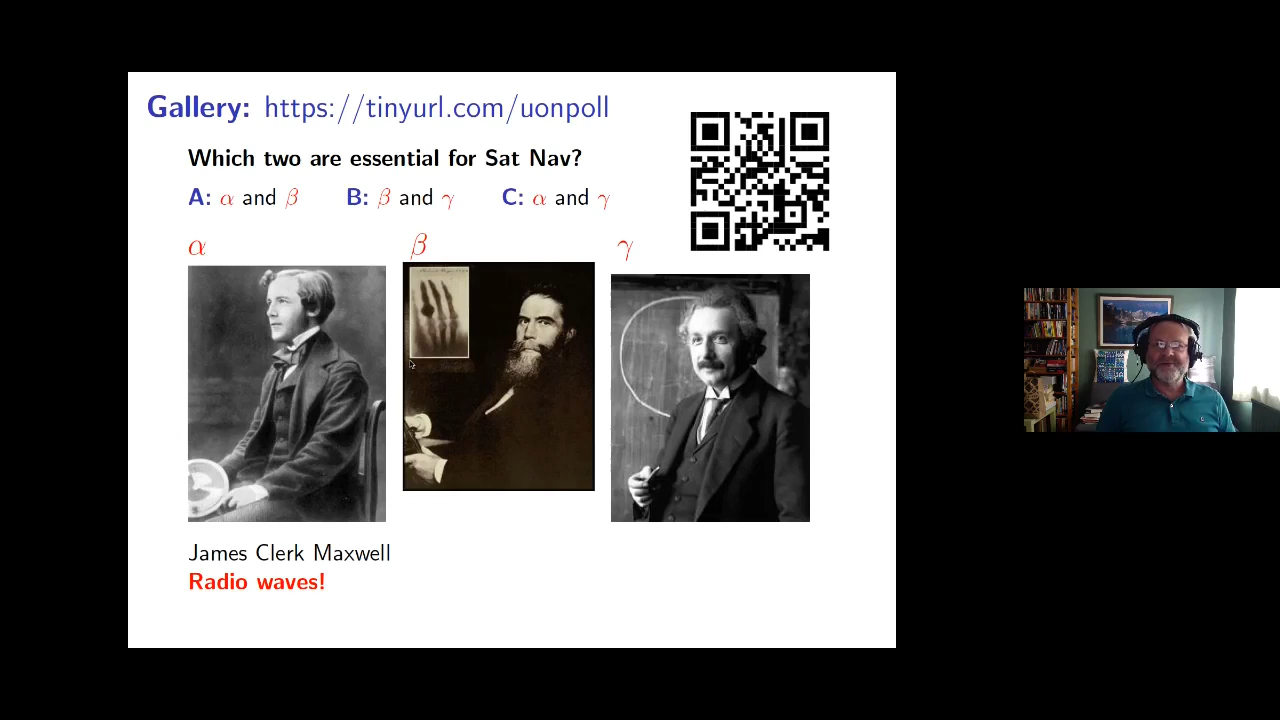 Gallery: https://tinyurl.com/uonpoll
Which two are essential for Sat Nav?
A: α and β B: β and γ C: α and γ
α β γ
James Clerk Maxwell
Radio waves!